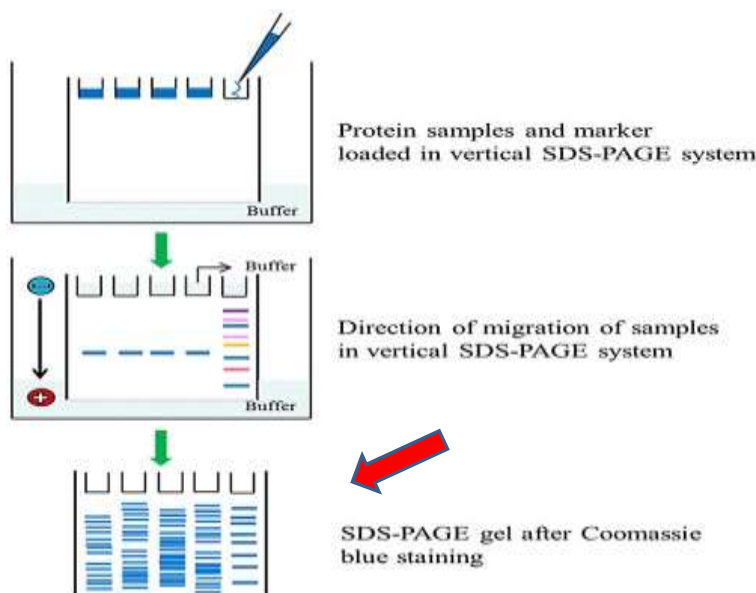 Protein samples and marker
loaded in vertical SDS-PAGE system
Buffer
Buffer
Direction of migration of samples
in vertical SDS-PAGE system
Buffer
SDS-PAGE gel after Coomassie
blue staining